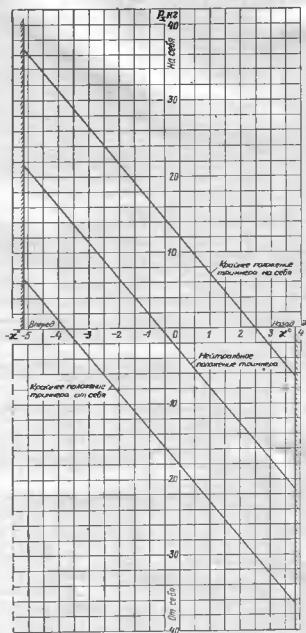 Pz кг
40
На себя
30
20
10
Крайнее положение
триммера на себя
Вперед
Назад
-x° -5 -4 -3 -2 -1 0 1 2 3 x° 4
Нейтральное
положение триммера
Крайнее положение
триммера от себя
10
20
30
От себя
40